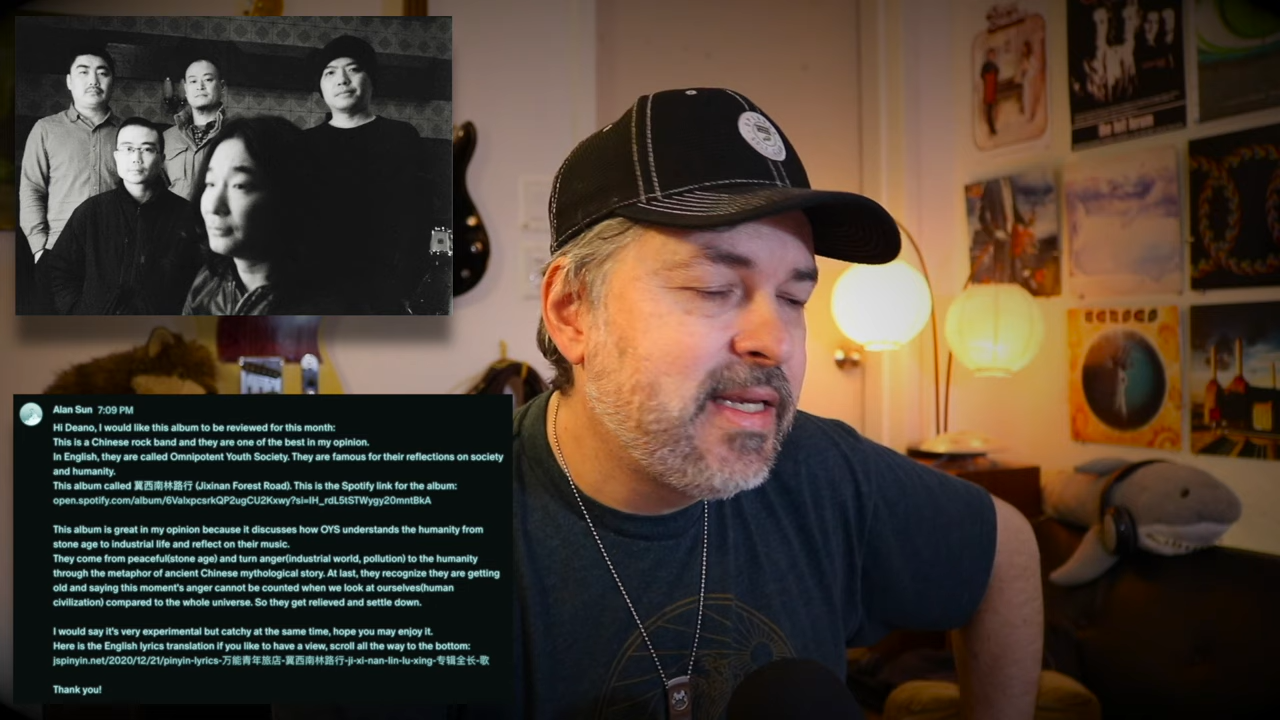 Alan Sun 7:09 PM
Hi Deano, I would like this album to be reviewed for this month:
This is a Chinese rock band and they are one of the best in my opinion.
In English, they are called Omnipotent Youth Society. They are famous for their reflections on society
and humanity.
This album called 冀西南林路行 (Jixinan Forest Road). This is the Spotify link for the album:
open.spotify.com/album/6ValxpcsrkQP2ugCU2Kxwy?si=IH_rdL5tSTWygy20mntBkA
This album is great in my opinion because it discusses how OYS understands the humanity from
stone age to industrial life and reflect on their music.
They come from peaceful(stone age) and turn anger(industrial world, pollution) to the humanity
through the metaphor of ancient Chinese mythological story. At last, they recognize they are getting
old and saying this moment's anger cannot be counted when we look at ourselves(human
civilization) compared to the whole universe. So they get relieved and settle down.
I would say it's very experimental but catchy at the same time, hope you may enjoy it.
Here is the English lyrics translation if you like to have a view, scroll all the way to the bottom:
jspinyin.net/2020/12/21/pinyin-lyrics-万能青年旅店-冀西南林路行-ji-xi-nan-lin-lu-xing-专辑全长-歌
Thank you!